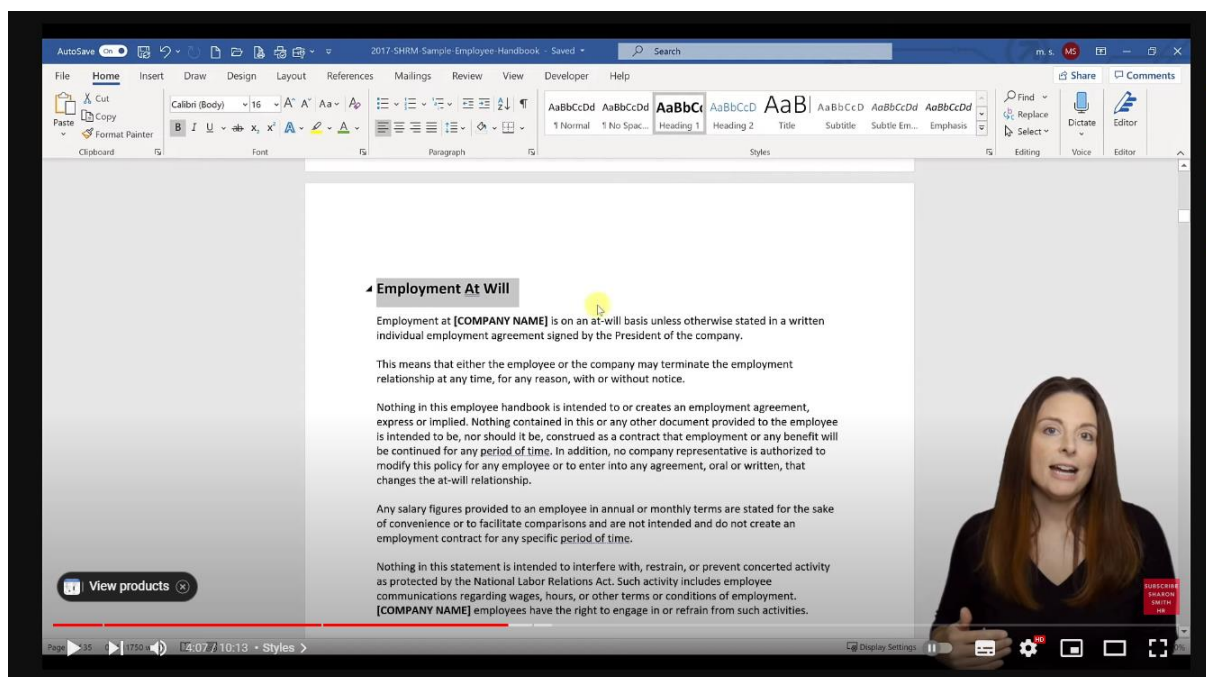 AutoSave On 2017-SHRM-Sample-Employee-Handbook - Saved Search m. s. MS
File Home Insert Draw Design Layout References Mailings Review View Developer Help Share Comments
Paste Cut Copy Format Painter
Calibri (Body) 16
AaBbCcDd AaBbCcDd AaBbC AaBbCcD AaB AaBbCcD AaBbCcDd AaBbCcDd
¶ Normal ¶ No Spac... Heading 1 Heading 2 Title Subtitle Subtle Em... Emphasis
Find Replace Select Dictate Editor
Clipboard Font Paragraph Styles Editing Voice Editor
Employment At Will
Employment at [COMPANY NAME] is on an at-will basis unless otherwise stated in a written
individual employment agreement signed by the President of the company.
This means that either the employee or the company may terminate the employment
relationship at any time, for any reason, with or without notice.
Nothing in this employee handbook is intended to or creates an employment agreement,
express or implied. Nothing contained in this or any other document provided to the employee
is intended to be, nor should it be, construed as a contract that employment or any benefit will
be continued for any period of time. In addition, no company representative is authorized to
modify this policy for any employee or to enter into any agreement, oral or written, that
changes the at-will relationship.
Any salary figures provided to an employee in annual or monthly terms are stated for the sake
of convenience or to facilitate comparisons and are not intended and do not create an
employment contract for any specific period of time.
Nothing in this statement is intended to interfere with, restrain, or prevent concerted activity
as protected by the National Labor Relations Act. Such activity includes employee
communications regarding wages, hours, or other terms or conditions of employment.
[COMPANY NAME] employees have the right to engage in or refrain from such activities.
View products
SUBSCRIBE
SHARON
SMITH
HR
Page 35 1750 4:07 / 10:13 • Styles Display Settings HD